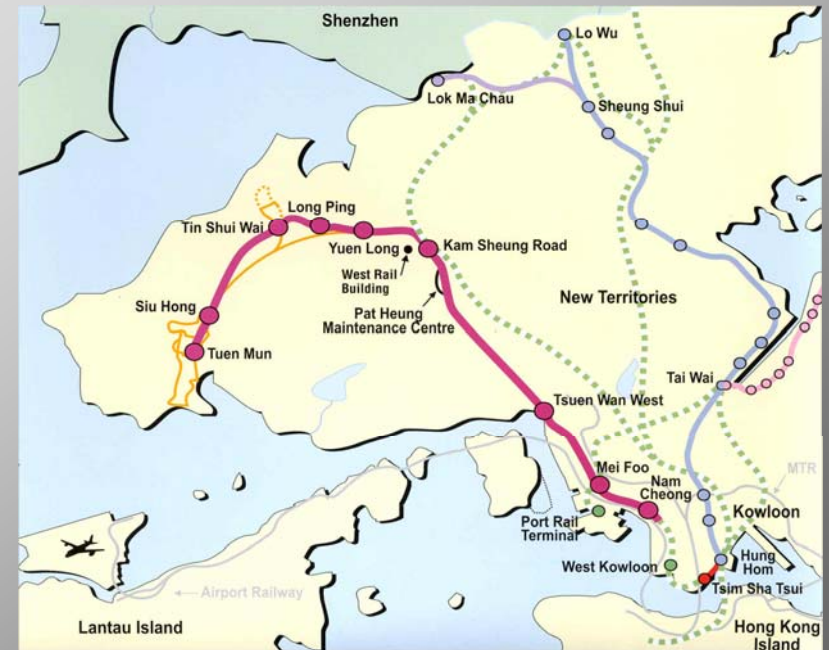 Shenzhen
Lo Wu
Lok Ma Chau
Sheung Shui
Long Ping
Tin Shui Wai
Yuen Long
Kam Sheung Road
West Rail
Building
Siu Hong
Pat Heung
Maintenance Centre
New Territories
Tuen Mun
Tai Wai
Tsuen Wan West
Mei Foo
Nam
Cheong
MTR
Port Rail
Terminal
Kowloon
West Kowloon
Hung
Hom
Tsim Sha Tsui
Airport Railway
Lantau Island
Hong Kong
Island